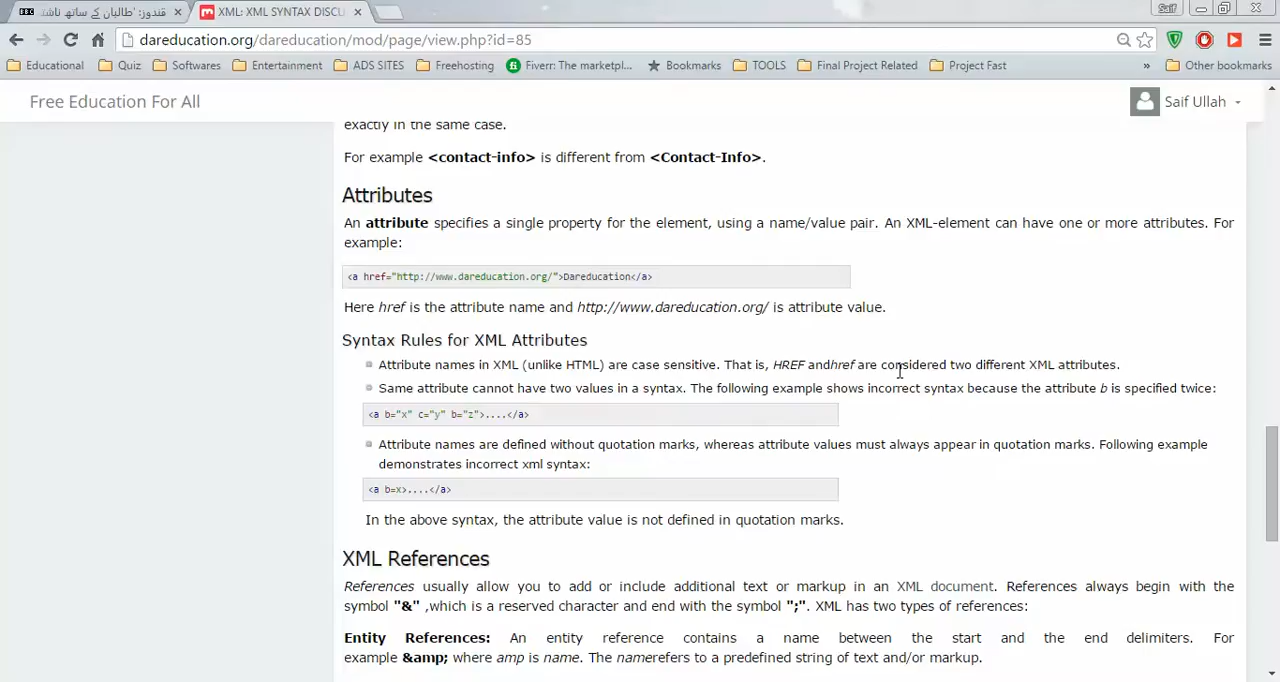 BBC قندوز: 'طالبان کے ساتھ ناشت
XML: XML SYNTAX DISCU
Saif
dareducation.org/dareducation/mod/page/view.php?id=85
Educational Quiz Softwares Entertainment ADS SITES Freehosting Fiverr: The marketpl... Bookmarks TOOLS Final Project Related Project Fast » Other bookmarks
Free Education For All
Saif Ullah
exactly in the same case.
For example <contact-info> is different from <Contact-Info>.
Attributes
An attribute specifies a single property for the element, using a name/value pair. An XML-element can have one or more attributes. For
example:
<a href="http://www.dareducation.org/">Dareducation</a>
Here href is the attribute name and http://www.dareducation.org/ is attribute value.
Syntax Rules for XML Attributes
Attribute names in XML (unlike HTML) are case sensitive. That is, HREF andhref are considered two different XML attributes.
Same attribute cannot have two values in a syntax. The following example shows incorrect syntax because the attribute b is specified twice:
<a b="x" c="y" b="z">....</a>
Attribute names are defined without quotation marks, whereas attribute values must always appear in quotation marks. Following example
demonstrates incorrect xml syntax:
<a b=x>....</a>
In the above syntax, the attribute value is not defined in quotation marks.
XML References
References usually allow you to add or include additional text or markup in an XML document. References always begin with the
symbol "&" ,which is a reserved character and end with the symbol ";". XML has two types of references:
Entity References: An entity reference contains a name between the start and the end delimiters. For
example &amp; where amp is name. The namerefers to a predefined string of text and/or markup.